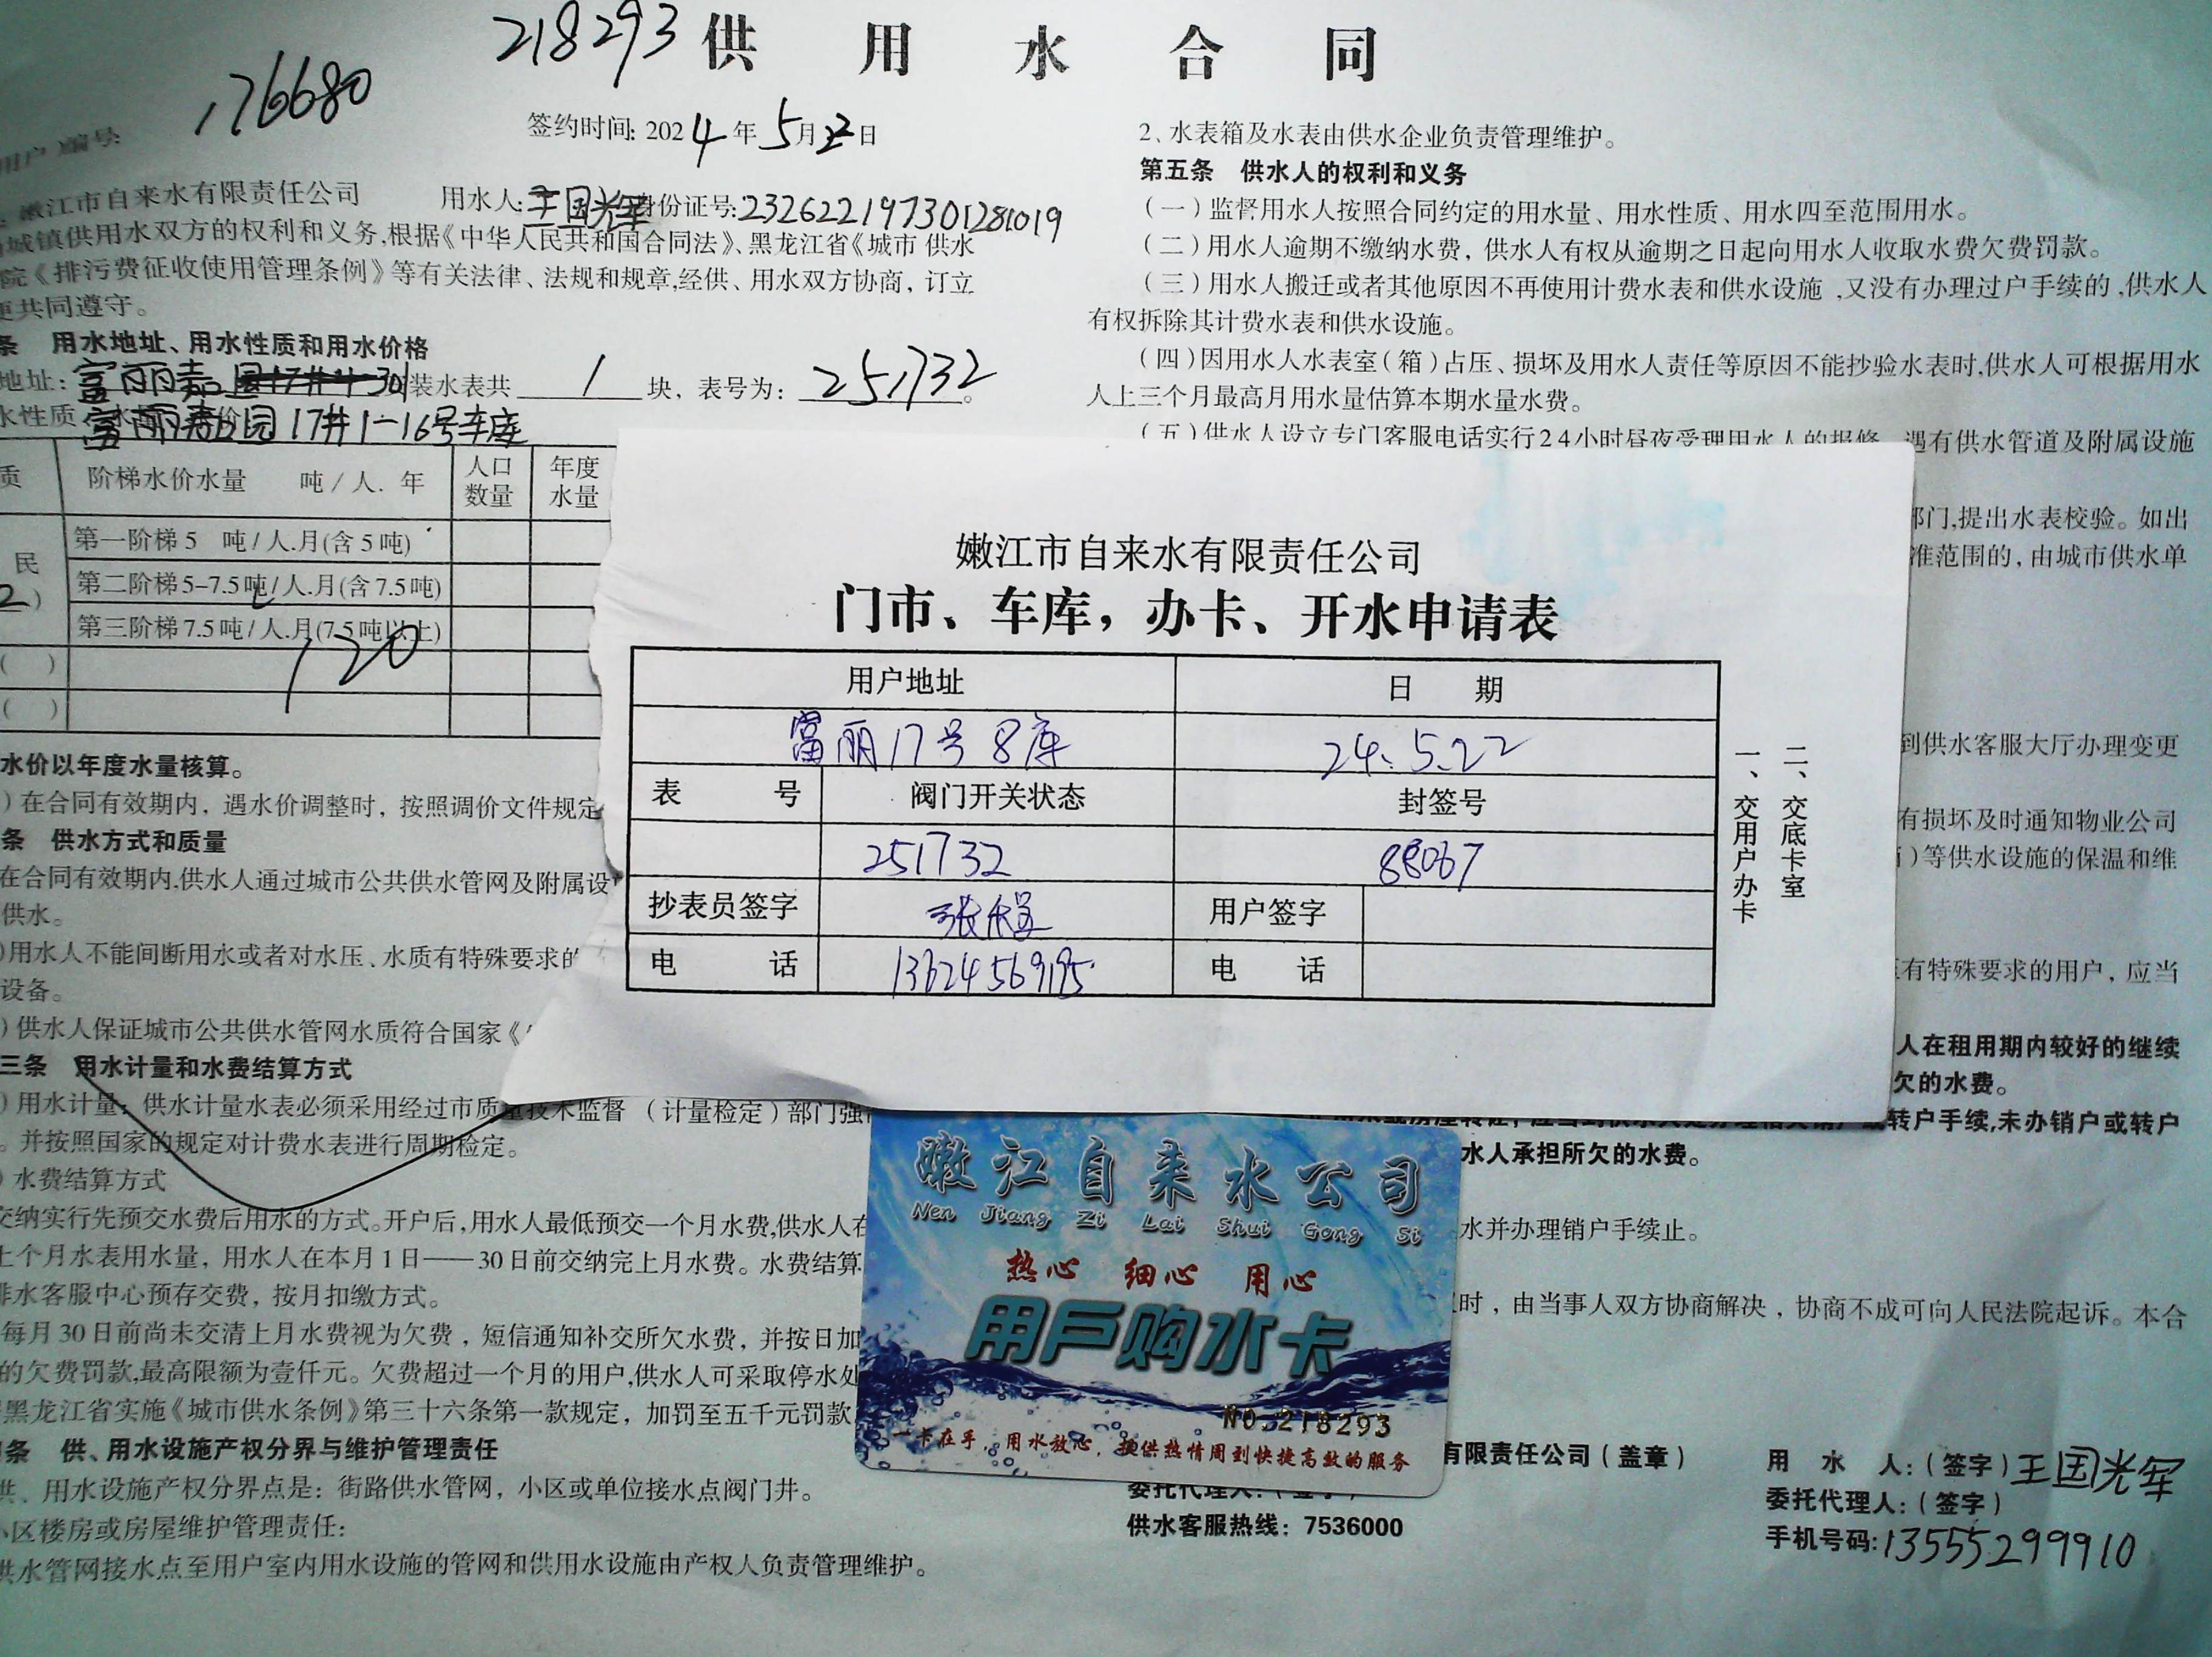 218293
供用水合同
176680
用户编号
签约时间: 2024年5月22日
嫩江市自来水有限责任公司 用水人: 王国光军 身份证号: 232622197301281019
城镇供用水双方的权利和义务,根据《中华人民共和国合同法》、黑龙江省《城市 供水
院《排污费征收使用管理条例》等有关法律、法规和规章,经供、用水双方协商, 订立
更共同遵守。
条 用水地址、用水性质和用水价格
地址: 富丽嘉园 装水表共 1 块, 表号为: 251732。
水性质 富丽嘉园17#1-16号车库
质 阶梯水价水量 吨/人. 年 人口数量 年度水量
民 第一阶梯5 吨/人.月(含5吨)
2) 第二阶梯5-7.5吨/人.月(含7.5吨)
第三阶梯7.5吨/人.月(7.5吨以上)
( )
120
( )
水价以年度水量核算。
)在合同有效期内, 遇水价调整时, 按照调价文件规定
条 供水方式和质量
在合同有效期内,供水人通过城市公共供水管网及附属设
供水。
)用水人不能间断用水或者对水压、水质有特殊要求的
设备。
)供水人保证城市公共供水管网水质符合国家《
三条 用水计量和水费结算方式
)用水计量: 供水计量水表必须采用经过市质量技术监督 (计量检定)部门强
。并按照国家的规定对计费水表进行周期检定。
)水费结算方式
交纳实行先预交水费后用水的方式。开户后,用水人最低预交一个月水费,供水人在
上个月水表用水量, 用水人在本月1日——30日前交纳完上月水费。水费结算
排水客服中心预存交费, 按月扣缴方式。
每月30日前尚未交清上月水费视为欠费, 短信通知补交所欠水费, 并按日加
的欠费罚款,最高限额为壹仟元。欠费超过一个月的用户,供水人可采取停水处
黑龙江省实施《城市供水条例》第三十六条第一款规定, 加罚至五千元罚款
条 供、用水设施产权分界与维护管理责任
供、用水设施产权分界点是: 街路供水管网, 小区或单位接水点阀门井。
小区楼房或房屋维护管理责任:
供水管网接水点至用户室内用水设施的管网和供用水设施由产权人负责管理维护。
2、水表箱及水表由供水企业负责管理维护。
第五条 供水人的权利和义务
(一)监督用水人按照合同约定的用水量、用水性质、用水四至范围用水。
(二)用水人逾期不缴纳水费, 供水人有权从逾期之日起向用水人收取水费欠费罚款。
(三)用水人搬迁或者其他原因不再使用计费水表和供水设施,又没有办理过户手续的,供水人
有权拆除其计费水表和供水设施。
(四)因用水人水表室(箱)占压、损坏及用水人责任等原因不能抄验水表时,供水人可根据用水
人上三个月最高月用水量估算本期水量水费。
(五)供水人设立专门客服电话实行24小时昼夜受理用水人的报修 遇有供水管道及附属设施
部门,提出水表校验。如出
准范围的, 由城市供水单
到供水客服大厅办理变更
有损坏及时通知物业公司
)等供水设施的保温和维
有特殊要求的用户, 应当
人在租用期内较好的继续
欠的水费。
转户手续,未办销户或转户
水人承担所欠的水费。
水并办理销户手续止。
时, 由当事人双方协商解决, 协商不成可向人民法院起诉。本合
有限责任公司(盖章)
供水客服热线: 7536000
用 水 人: (签字) 王国光军
委托代理人: (签字)
手机号码: 13555299910
嫩江市自来水有限责任公司
门市、车库, 办卡、开水申请表
用户地址 日 期
富丽17号8库 24.5.22
表 号 阀门开关状态 封签号
251732 88067
抄表员签字 用户签字
电 话 13624569195 电 话
一、交用户办卡
二、交底卡室
嫩江自来水公司
Nen Jiang Zi Lai Shui Gong Si
热心 细心 用心
用户购水卡
NO.218293
一卡在手, 用水放心, 提供热情周到快捷高效的服务